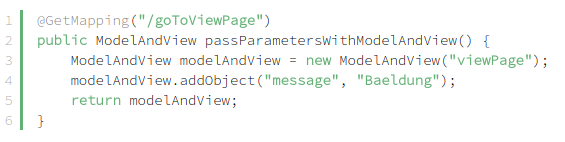 1 @GetMapping("/goToViewPage")
2 public ModelAndView passParametersWithModelAndView() {
3     ModelAndView modelAndView = new ModelAndView("viewPage");
4     modelAndView.addObject("message", "Baeldung");
5     return modelAndView;
6 }